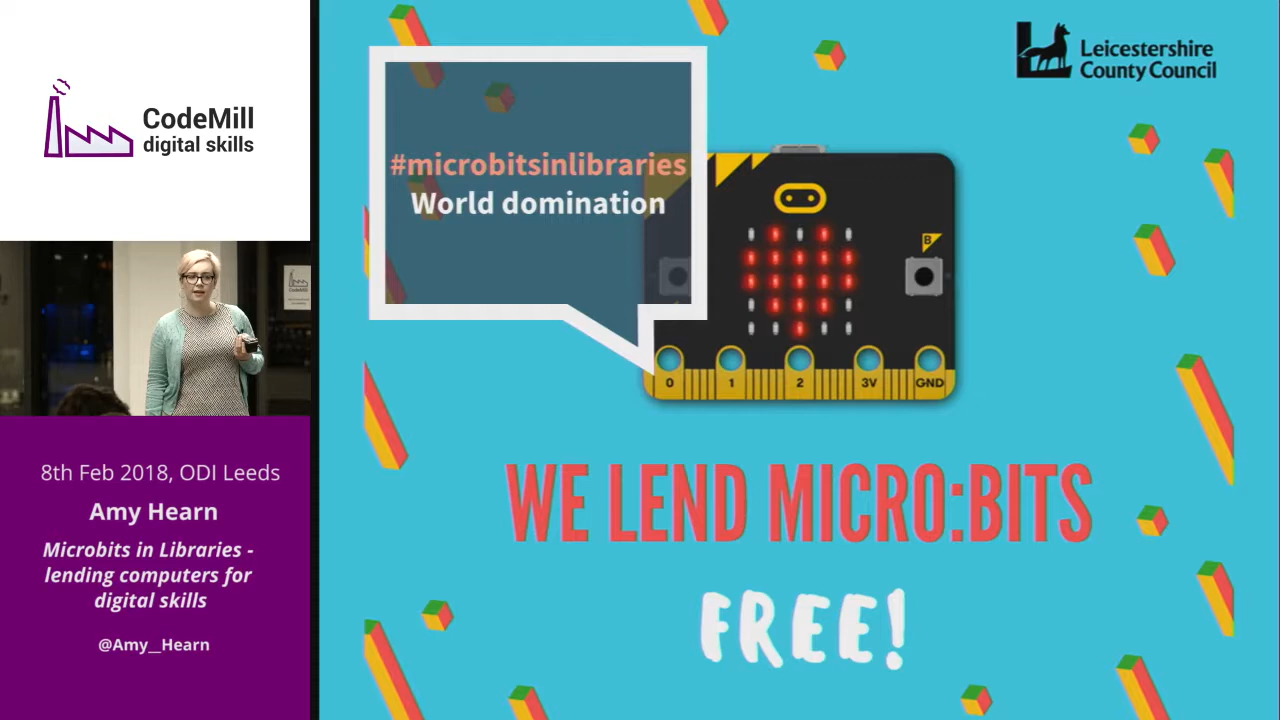 CodeMill
digital skills
8th Feb 2018, ODI Leeds
Amy Hearn
Microbits in Libraries -
lending computers for
digital skills
@Amy__Hearn
#microbitsinlibraries
World domination
Leicestershire
County Council
B
0 1 2 3V GND
WE LEND MICRO:BITS
FREE!